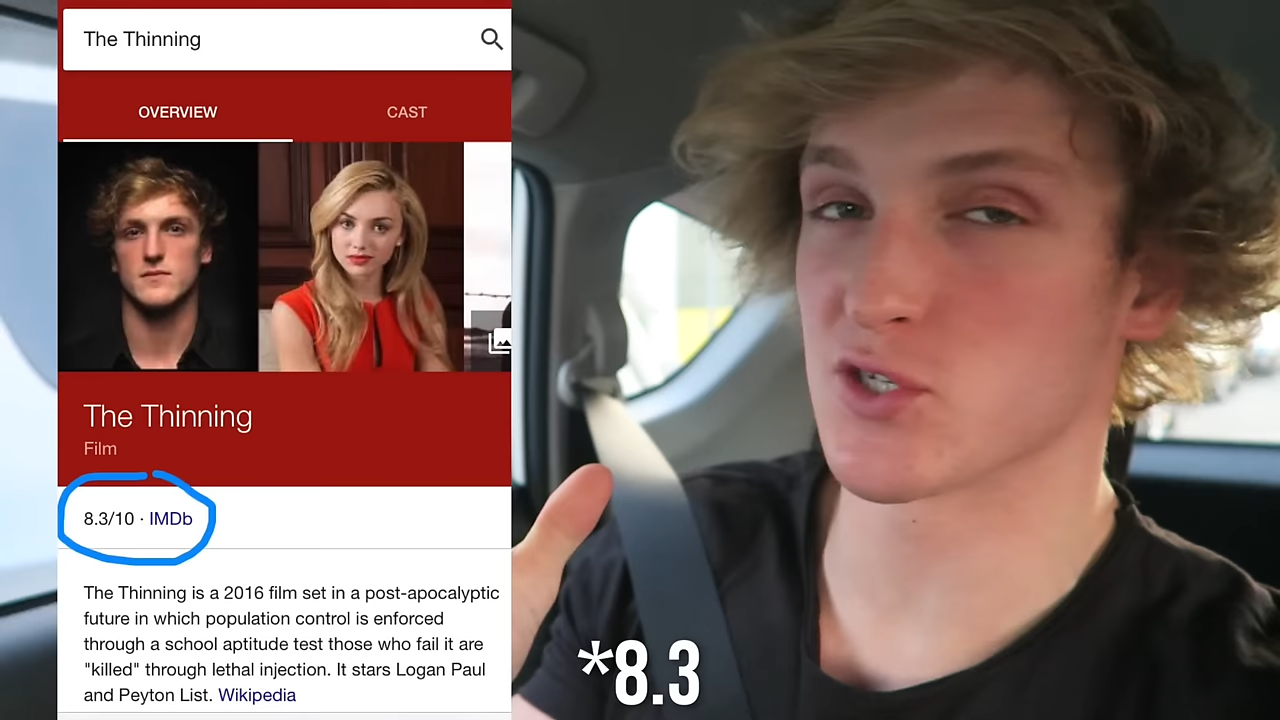 The Thinning
OVERVIEW
CAST
The Thinning
Film
8.3/10 · IMDb
The Thinning is a 2016 film set in a post-apocalyptic
future in which population control is enforced
through a school aptitude test those who fail it are
"killed" through lethal injection. It stars Logan Paul
and Peyton List. Wikipedia
*8.3